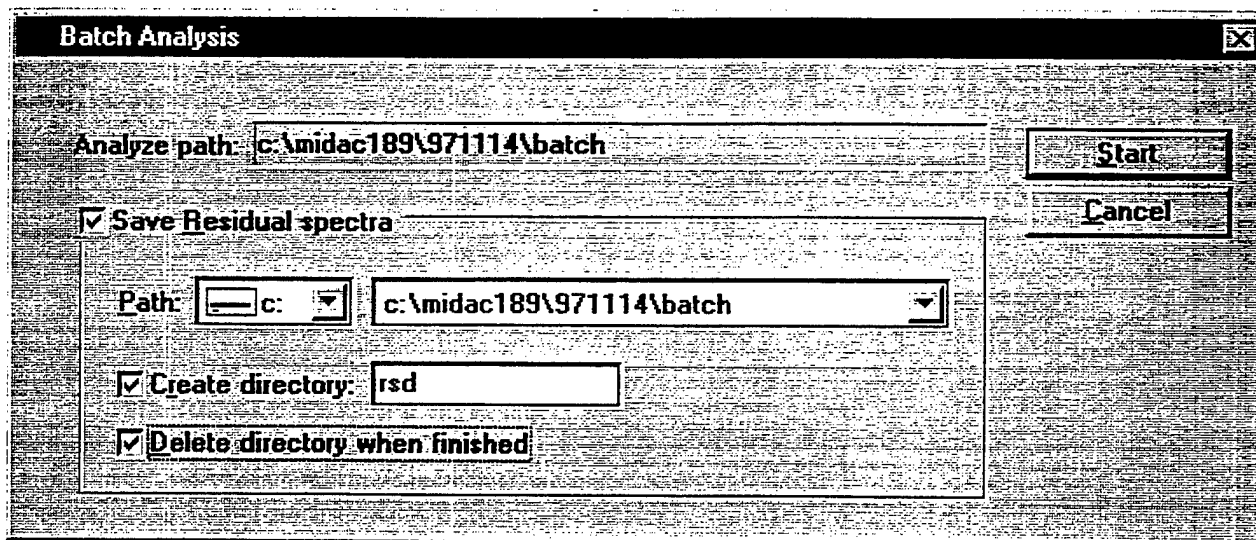 Batch Analysis
Analyze path: c:\midac189\971114\batch
Start
Cancel
Save Residual spectra
Path: c: c:\midac189\971114\batch
Create directory: rsd
Delete directory when finished